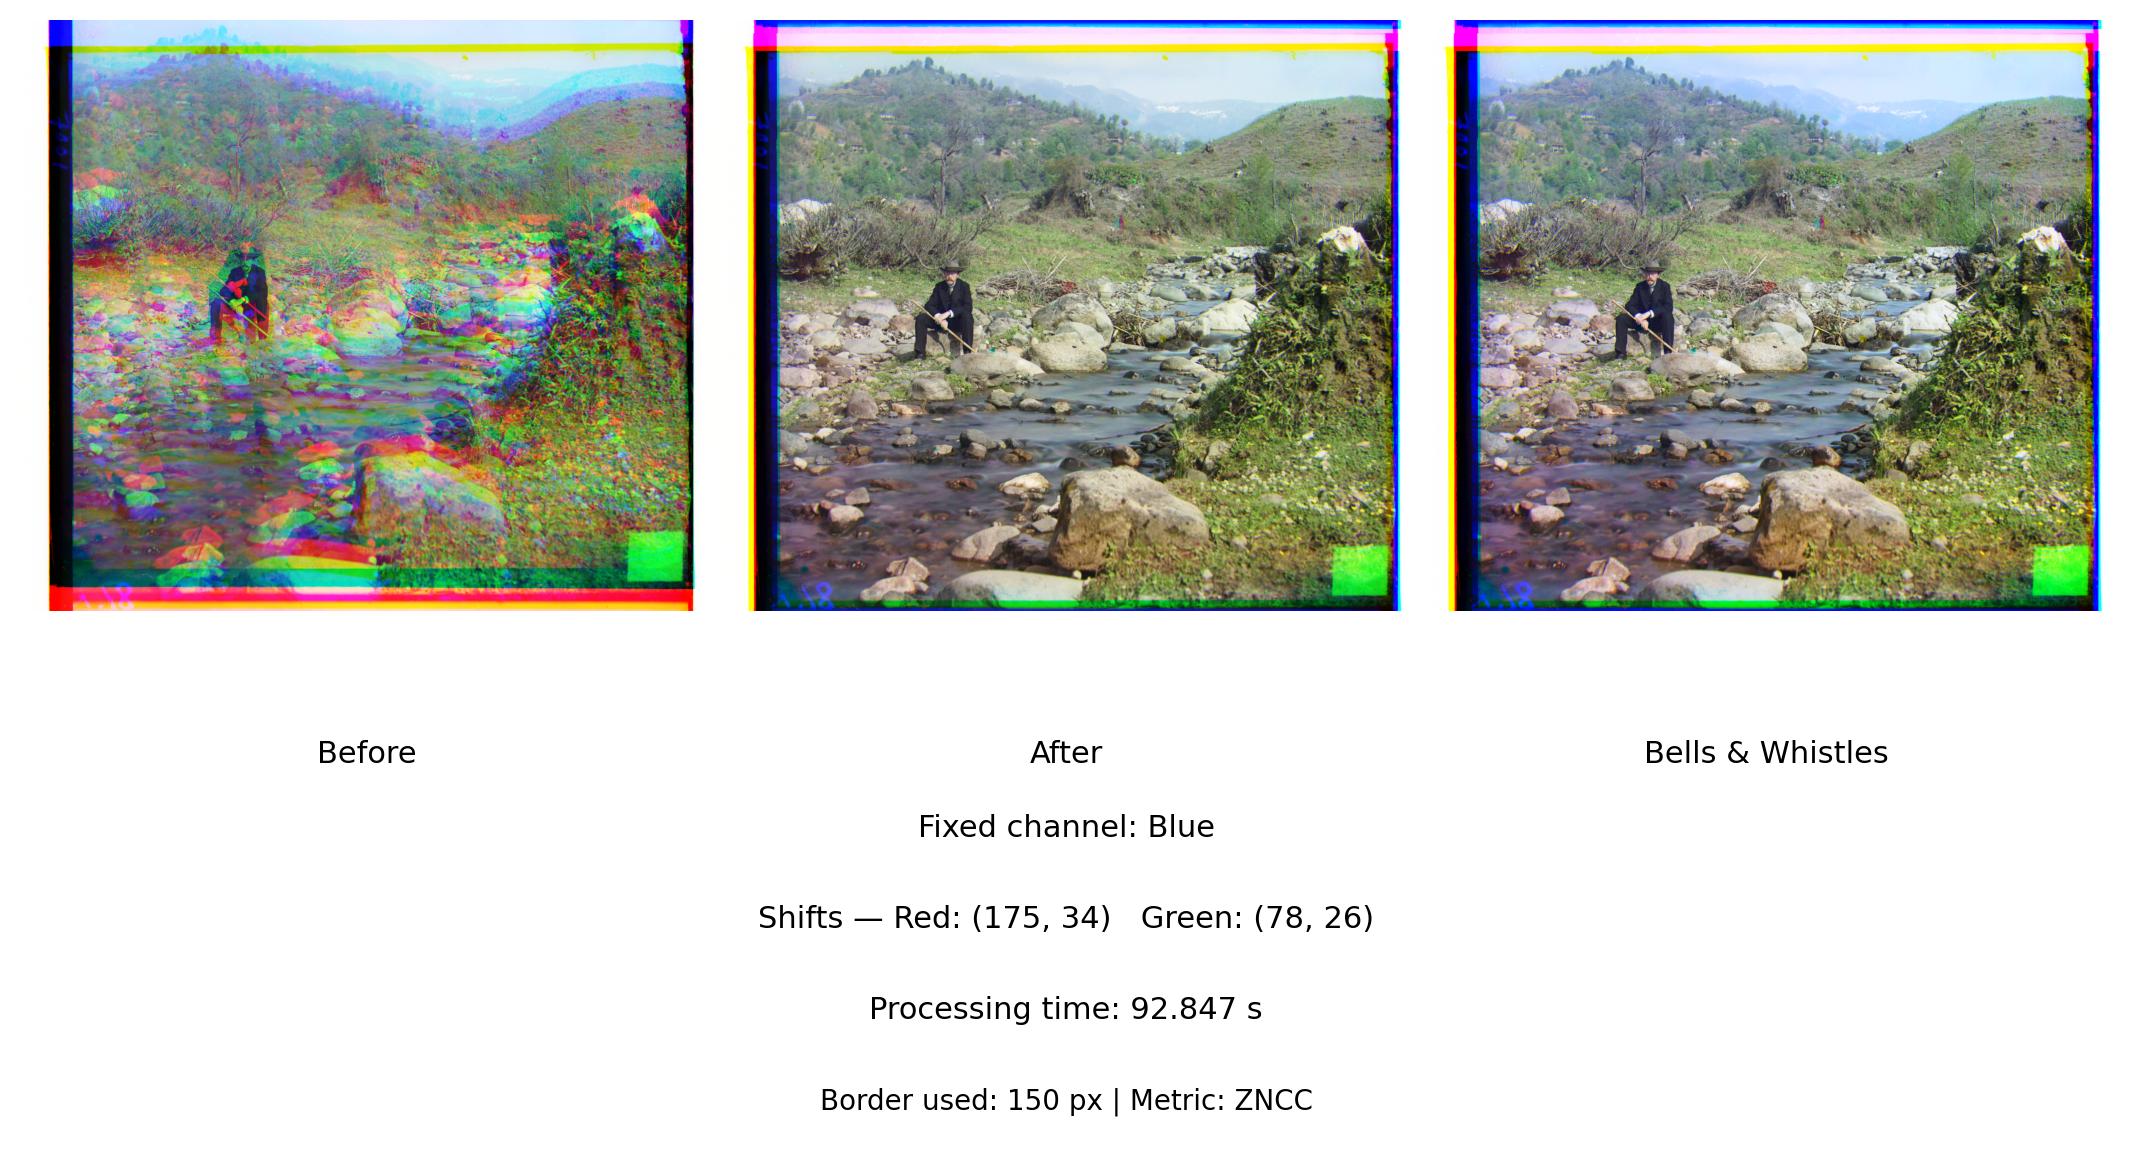 Before
After
Bells & Whistles
Fixed channel: Blue
Shifts — Red: (175, 34)   Green: (78, 26)
Processing time: 92.847 s
Border used: 150 px | Metric: ZNCC